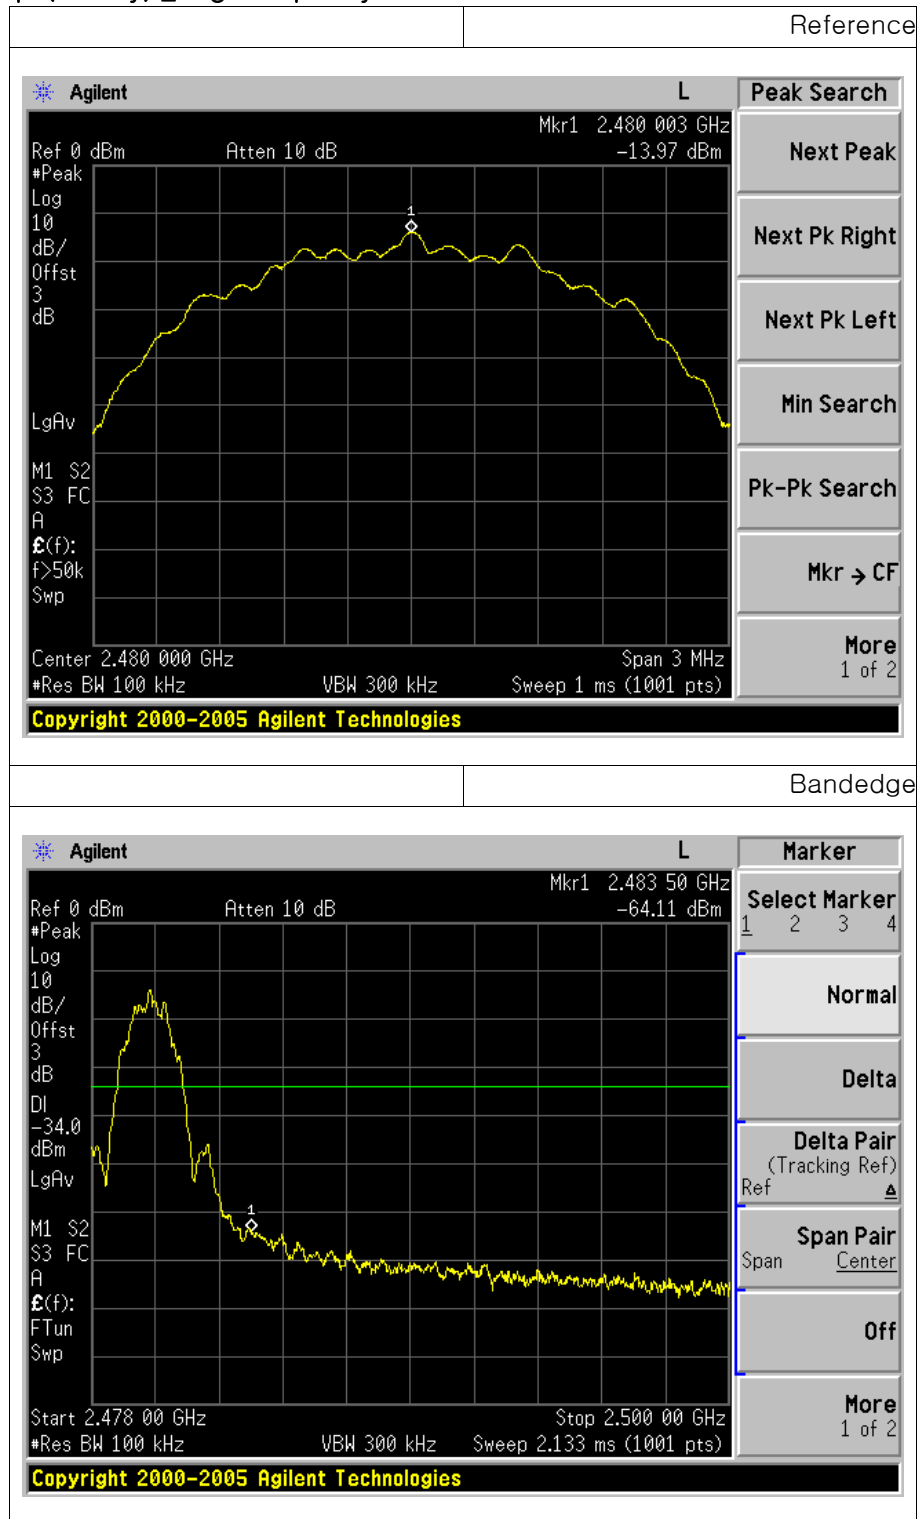 Reference
Agilent L Peak Search
Mkr1 2.480 003 GHz
Ref 0 dBm Atten 10 dB -13.97 dBm
#Peak
Log
10
dB/
Offst
3
dB
LgAv
M1 S2
S3 FC
A
£(f):
f>50k
Swp
1
Center 2.480 000 GHz Span 3 MHz
#Res BW 100 kHz VBW 300 kHz Sweep 1 ms (1001 pts)
Copyright 2000-2005 Agilent Technologies
Next Peak
Next Pk Right
Next Pk Left
Min Search
Pk-Pk Search
Mkr → CF
More
1 of 2
Bandedge
Agilent L Marker
Mkr1 2.483 50 GHz
Ref 0 dBm Atten 10 dB -64.11 dBm
#Peak
Log
10
dB/
Offst
3
dB
DI
-34.0
dBm
LgAv
M1 S2
S3 FC
A
£(f):
FTun
Swp
1
Start 2.478 00 GHz Stop 2.500 00 GHz
#Res BW 100 kHz VBW 300 kHz Sweep 2.133 ms (1001 pts)
Copyright 2000-2005 Agilent Technologies
Select Marker
1 2 3 4
Normal
Delta
Delta Pair
(Tracking Ref)
Ref Δ
Span Pair
Span Center
Off
More
1 of 2